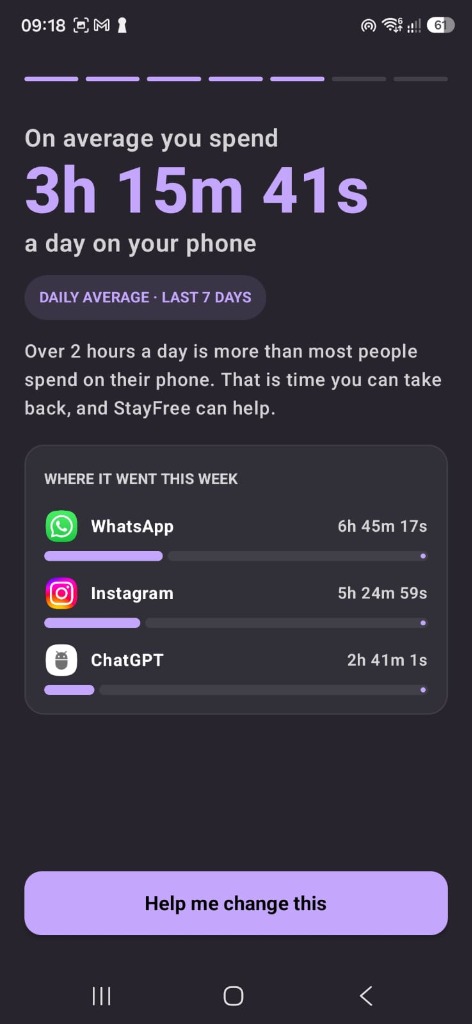 09:18
6
61
On average you spend
3h 15m 41s
a day on your phone
DAILY AVERAGE · LAST 7 DAYS
Over 2 hours a day is more than most people
spend on their phone. That is time you can take
back, and StayFree can help.
WHERE IT WENT THIS WEEK
WhatsApp 6h 45m 17s
Instagram 5h 24m 59s
ChatGPT 2h 41m 1s
Help me change this